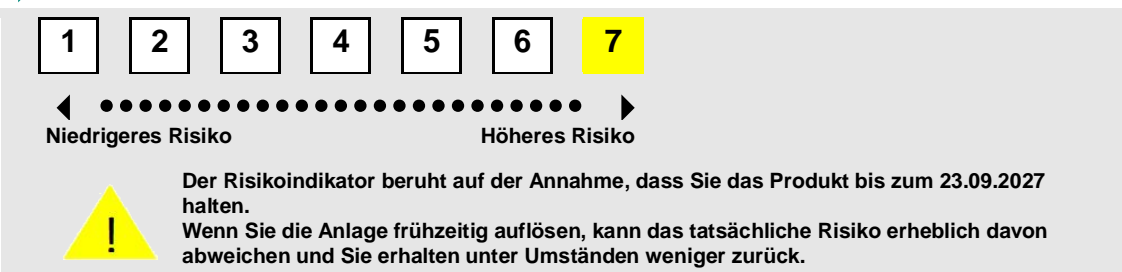 1 2 3 4 5 6 7
Niedrigeres Risiko Höheres Risiko
Der Risikoindikator beruht auf der Annahme, dass Sie das Produkt bis zum 23.09.2027
halten.
! Wenn Sie die Anlage frühzeitig auflösen, kann das tatsächliche Risiko erheblich davon
abweichen und Sie erhalten unter Umständen weniger zurück.